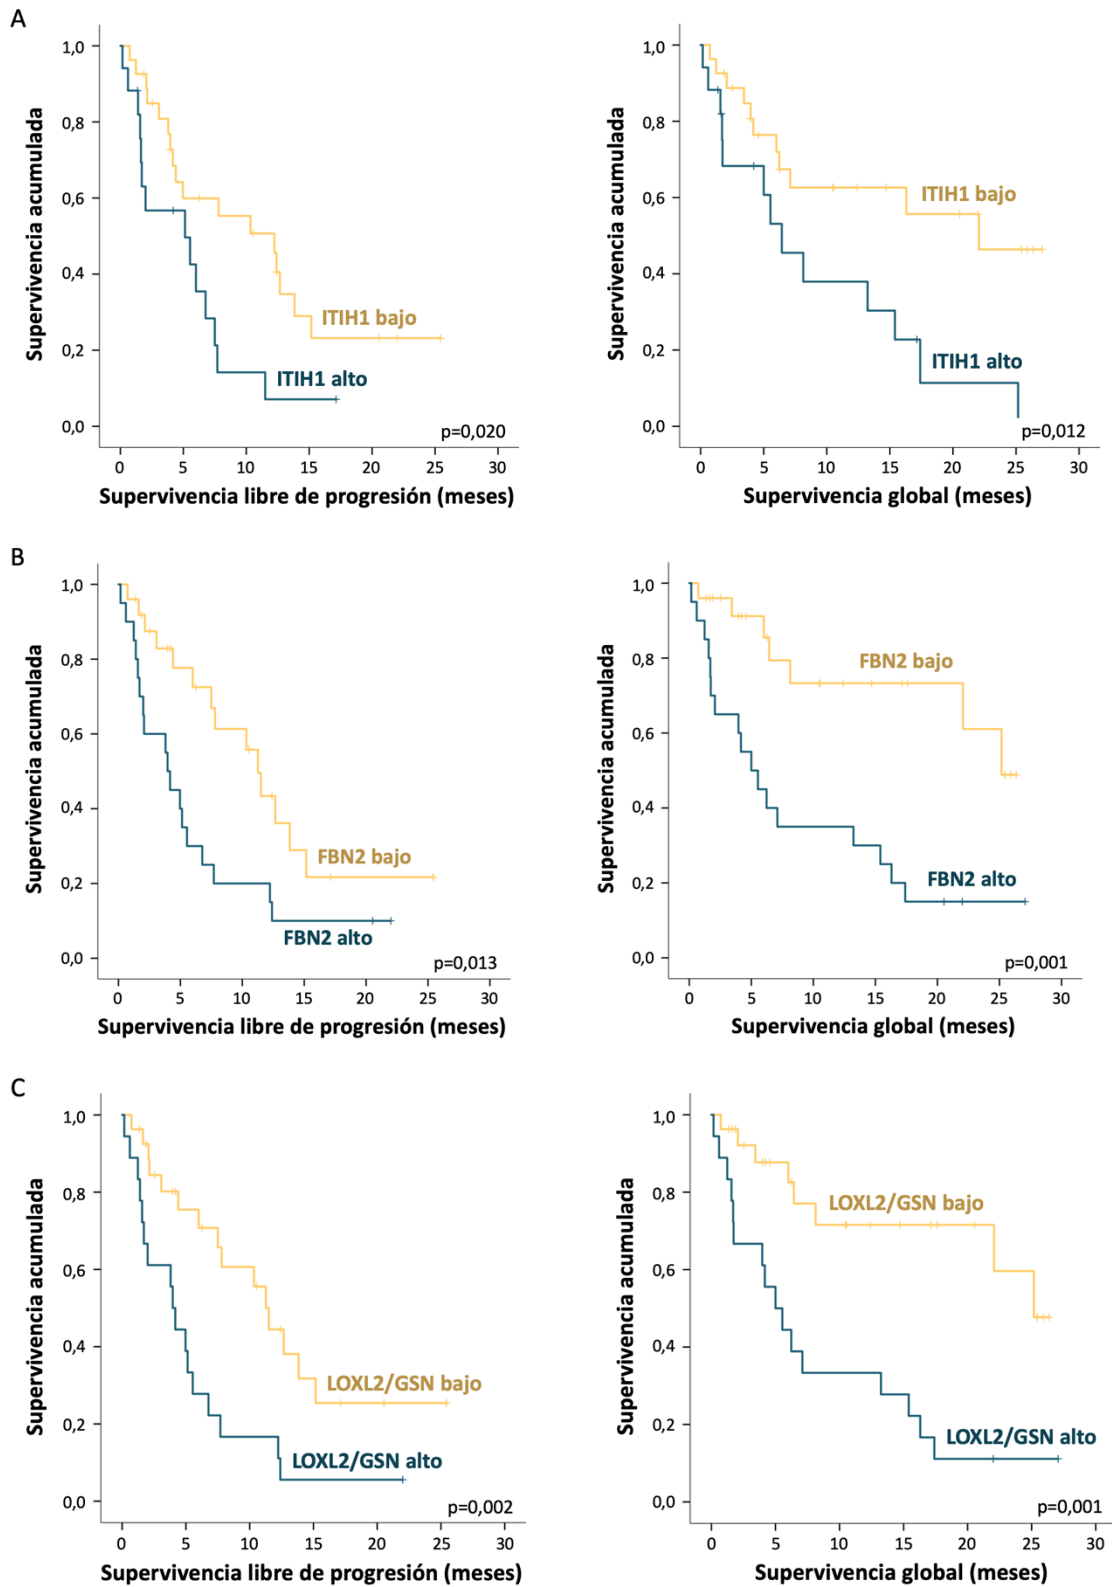 A
Supervivencia acumulada
1,0
0,8
0,6
0,4
0,2
0,0
ITIH1 bajo
ITIH1 alto
p=0,020
0 5 10 15 20 25 30
Supervivencia libre de progresión (meses)
Supervivencia acumulada
1,0
0,8
0,6
0,4
0,2
0,0
ITIH1 bajo
ITIH1 alto
p=0,012
0 5 10 15 20 25 30
Supervivencia global (meses)
B
Supervivencia acumulada
1,0
0,8
0,6
0,4
0,2
0,0
FBN2 bajo
FBN2 alto
p=0,013
0 5 10 15 20 25 30
Supervivencia libre de progresión (meses)
Supervivencia acumulada
1,0
0,8
0,6
0,4
0,2
0,0
FBN2 bajo
FBN2 alto
p=0,001
0 5 10 15 20 25 30
Supervivencia global (meses)
C
Supervivencia acumulada
1,0
0,8
0,6
0,4
0,2
0,0
LOXL2/GSN bajo
LOXL2/GSN alto
p=0,002
0 5 10 15 20 25 30
Supervivencia libre de progresión (meses)
Supervivencia acumulada
1,0
0,8
0,6
0,4
0,2
0,0
LOXL2/GSN bajo
LOXL2/GSN alto
p=0,001
0 5 10 15 20 25 30
Supervivencia global (meses)